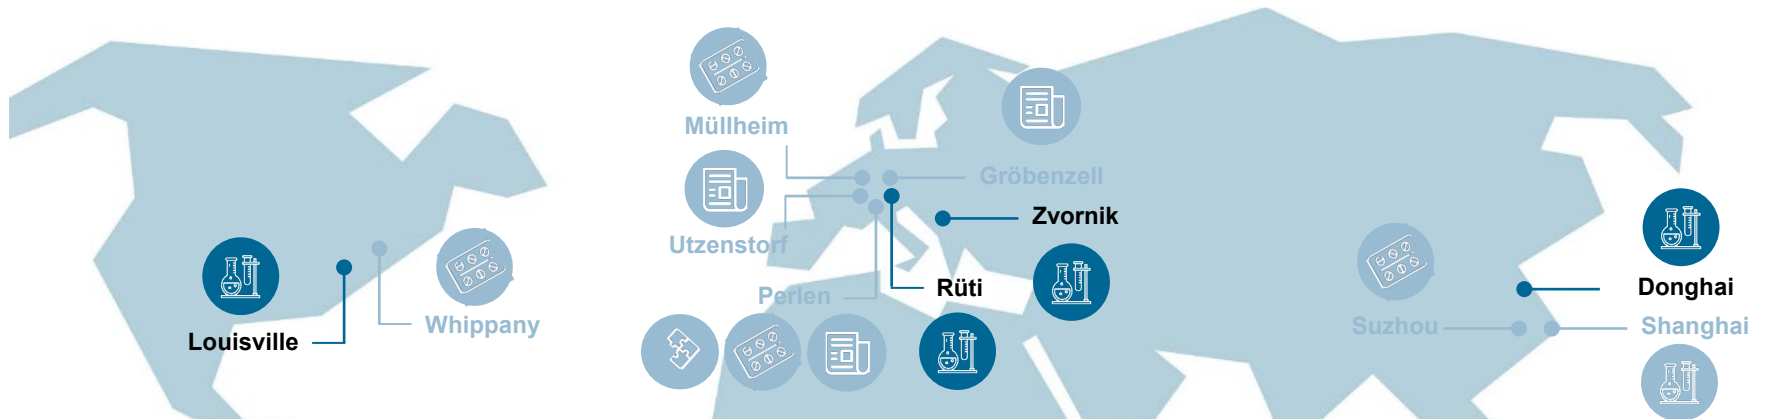 Müllheim
Gröbenzell
Zvornik
Utzenstorf
Perlen
Rüti
Donghai
Whippany
Louisville
Suzhou
Shanghai